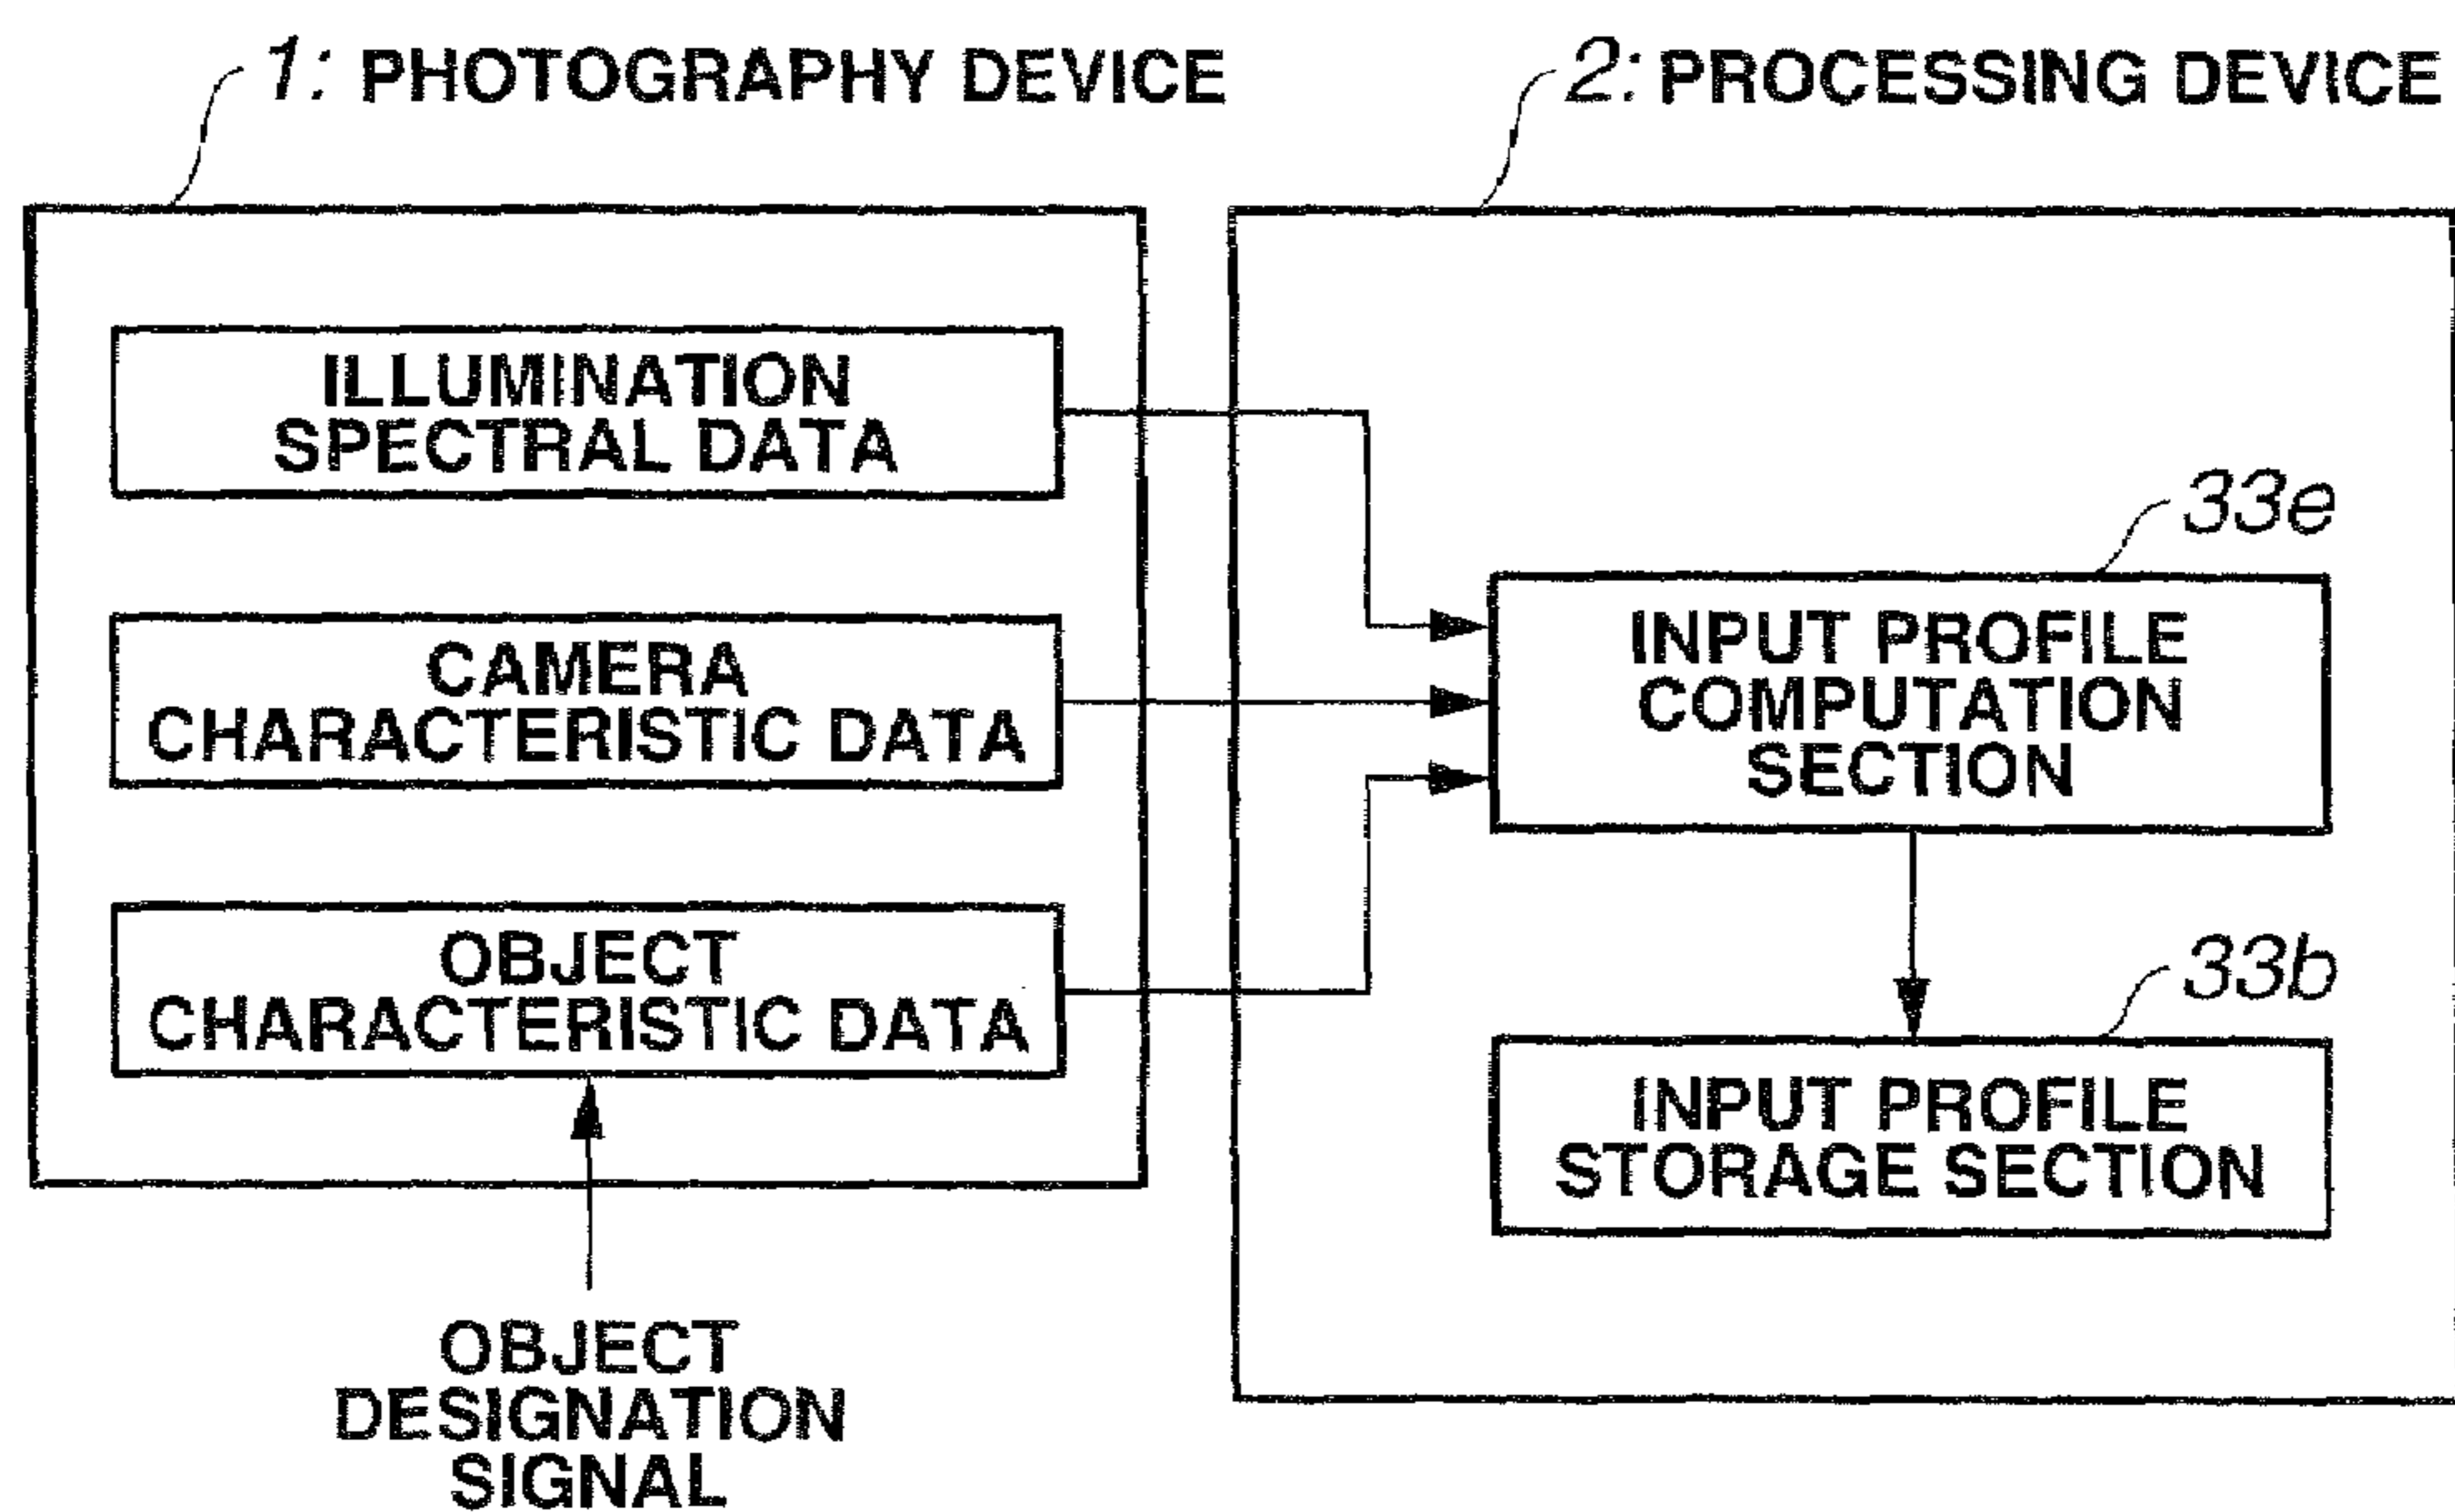 1: PHOTOGRAPHY DEVICE
2: PROCESSING DEVICE
ILLUMINATION
SPECTRAL DATA
CAMERA
CHARACTERISTIC DATA
OBJECT
CHARACTERISTIC DATA
OBJECT
DESIGNATION
SIGNAL
33e
INPUT PROFILE
COMPUTATION
SECTION
33b
INPUT PROFILE
STORAGE SECTION